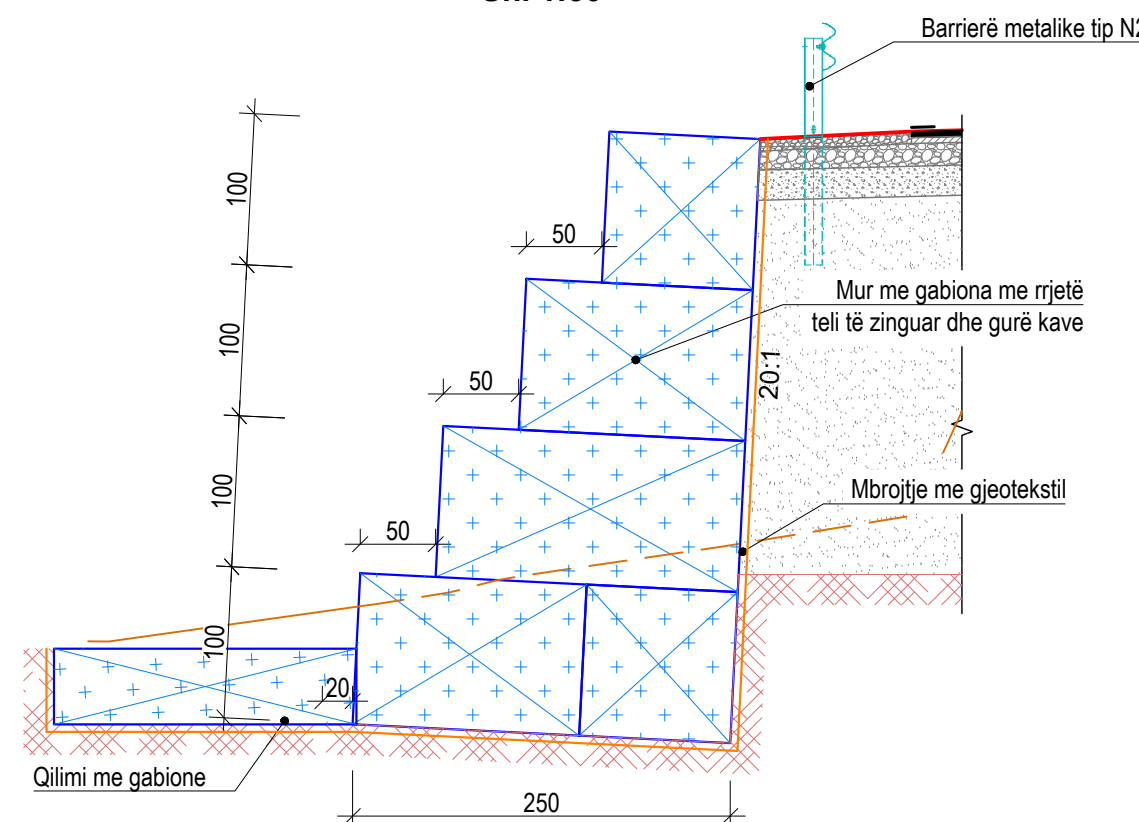 Barrierë metalike tip N2
100
50
Mur me gabiona me rrjetë
teli të zinguar dhe gurë kave
100
20:1
50
100
Mbrojtje me gjeotekstil
50
100
20
Qilimi me gabione
250